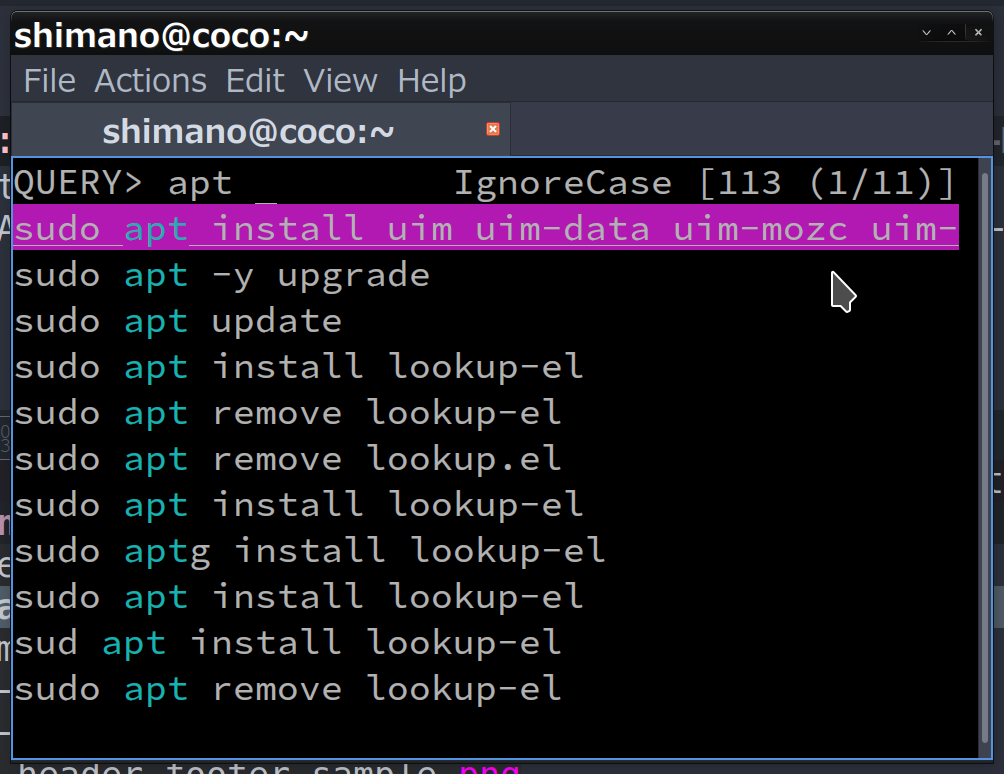 shimano@coco:~
File Actions Edit View Help
shimano@coco:~
QUERY> apt IgnoreCase [113 (1/11)]
sudo apt install uim uim-data uim-mozc uim-
sudo apt -y upgrade
sudo apt update
sudo apt install lookup-el
sudo apt remove lookup-el
sudo apt remove lookup.el
sudo apt install lookup-el
sudo aptg install lookup-el
sudo apt install lookup-el
sud apt install lookup-el
sudo apt remove lookup-el
header footer sample.png